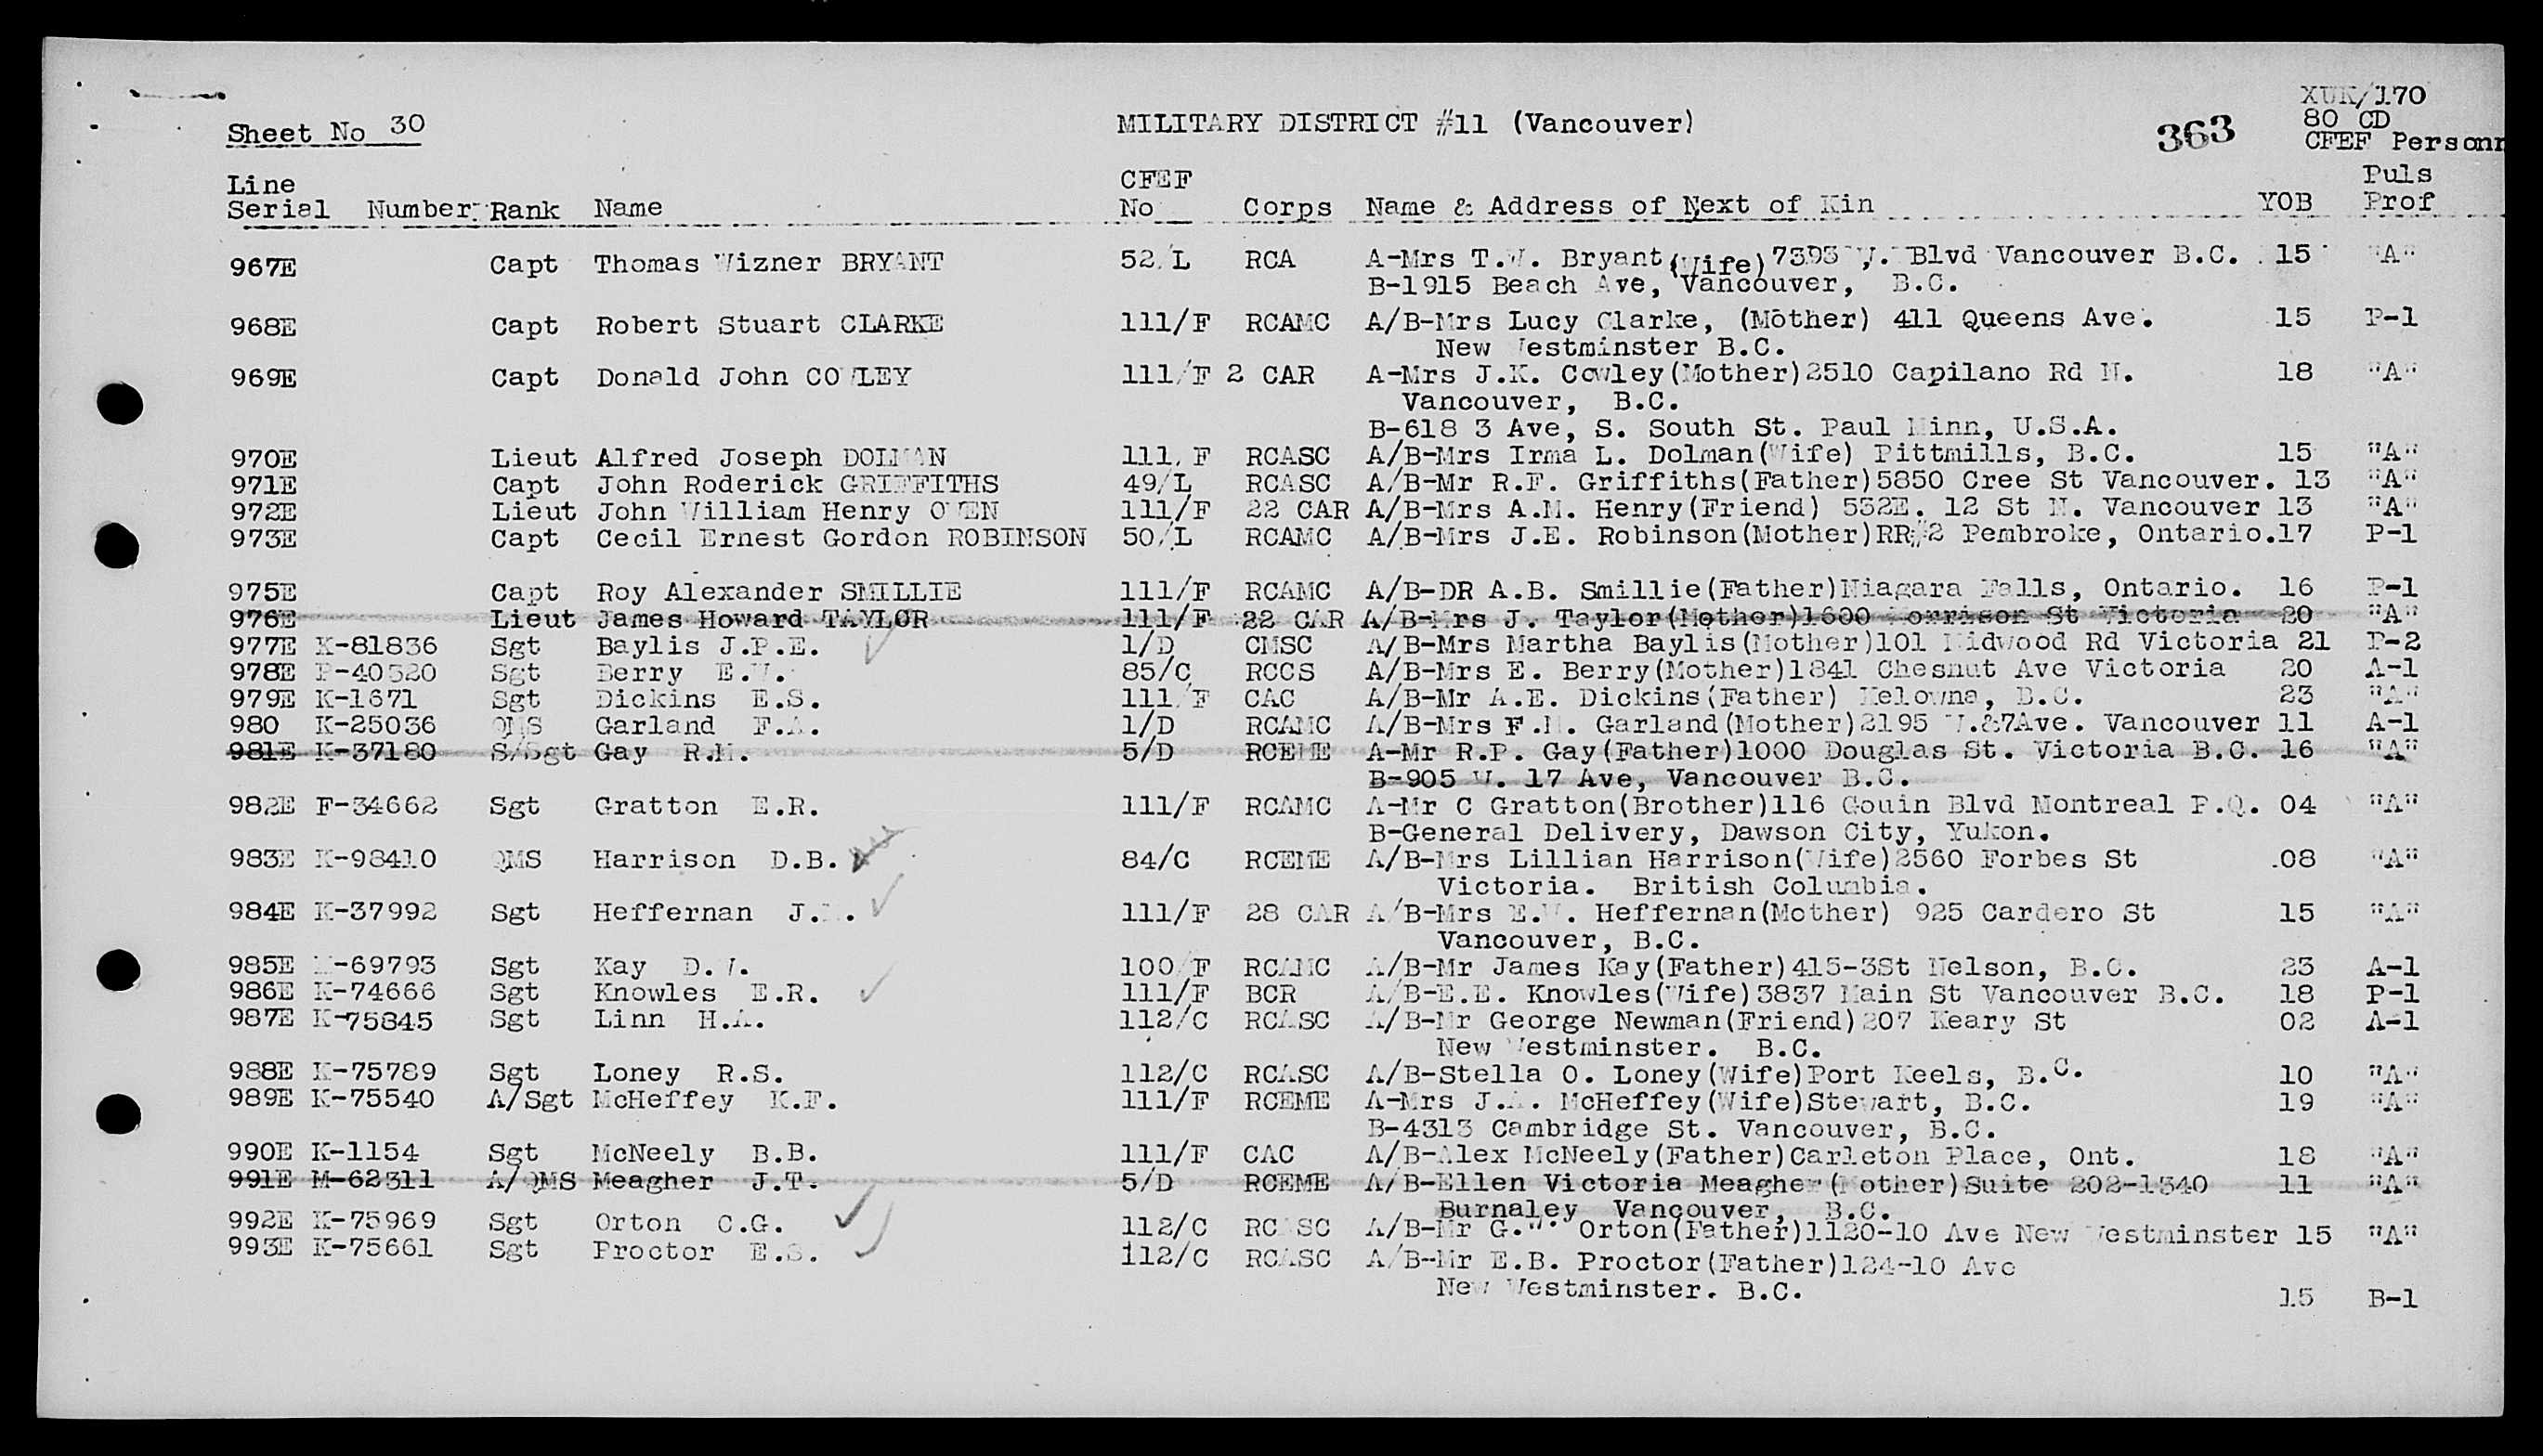 XUK/170
Sheet No 30 MILITARY DISTRICT #11 (Vancouver) 363 80 CD
CFEF Personn
Line CFEF Puls
Serial Number Rank Name No Corps Name & Address of Next of Kin YOB Prof
967E Capt Thomas Wizner BRYANT 52/L RCA A-Mrs T.W. Bryant (Wife) 7393 W. Blvd Vancouver B.C. 15 "A"
B-1915 Beach Ave, Vancouver, B.C.
968E Capt Robert Stuart CLARKE 111/F RCAMC A/B-Mrs Lucy Clarke, (Mother) 411 Queens Ave. 15 P-1
New Westminster B.C.
969E Capt Donald John COWLEY 111/F 2 CAR A-Mrs J.K. Cowley(Mother)2510 Capilano Rd N. 18 "A"
Vancouver, B.C.
B-618 3 Ave, S. South St. Paul Minn, U.S.A.
970E Lieut Alfred Joseph DOLMAN 111/F RCASC A/B-Mrs Irma L. Dolman(Wife) Pittmills, B.C. 15 "A"
971E Capt John Roderick GRIFFITHS 49/L RCASC A/B-Mr R.F. Griffiths(Father)5850 Cree St Vancouver. 13 "A"
972E Lieut John William Henry OWEN 111/F 22 CAR A/B-Mrs A.M. Henry(Friend) 532E. 12 St N. Vancouver 13 "A"
973E Capt Cecil Ernest Gordon ROBINSON 50/L RCAMC A/B-Mrs J.E. Robinson(Mother)RR#2 Pembroke, Ontario.17 P-1
975E Capt Roy Alexander SMILLIE 111/F RCAMC A/B-DR A.B. Smillie(Father)Niagara Falls, Ontario. 16 P-1
976E Lieut James Howard TAYLOR 111/F 22 CAR A/B-Mrs J. Taylor(Mother)1600 Morrison St Victoria 20 "A"
977E K-81836 Sgt Baylis J.P.E. 1/D CMSC A/B-Mrs Martha Baylis(Mother)101 Midwood Rd Victoria 21 P-2
978E P-40320 Sgt Berry E.W. 85/C RCCS A/B-Mrs E. Berry(Mother)1841 Chesnut Ave Victoria 20 A-1
979E K-1671 Sgt Dickins E.S. 111/F CAC A/B-Mr A.E. Dickins(Father) Kelowna, B.C. 23 "A"
980 K-25036 QMS Garland F.A. 1/D RCAMC A/B-Mrs F.M. Garland(Mother)2195 W.&7Ave. Vancouver 11 A-1
981E K-37180 S/Sgt Gay R.M. 5/D RCEME A-Mr R.P. Gay(Father)1000 Douglas St. Victoria B.C. 16 "A"
B-905 W. 17 Ave, Vancouver B.C.
982E F-34662 Sgt Gratton E.R. 111/F RCAMC A-Mr C Gratton(Brother)116 Gouin Blvd Montreal P.Q. 04 "A"
B-General Delivery, Dawson City, Yukon.
983E K-98410 QMS Harrison D.B. 84/C RCEME A/B-Mrs Lillian Harrison(Wife)2560 Forbes St 08 "A"
Victoria. British Columbia.
984E K-37992 Sgt Heffernan J. 111/F 28 CAR A/B-Mrs E.W. Heffernan(Mother) 925 Cardero St 15 "A"
Vancouver, B.C.
985E -69793 Sgt Kay D.W. 100/F RCAMC A/B-Mr James Kay(Father)415-3St Nelson, B.C. 23 A-1
986E K-74666 Sgt Knowles E.R. 111/F BCR A/B-E.E. Knowles(Wife)3837 Main St Vancouver B.C. 18 P-1
987E K-75845 Sgt Linn H.A. 112/C RCASC A/B-Mr George Newman(Friend)207 Keary St 02 A-1
New Westminster. B.C.
988E K-75789 Sgt Loney R.S. 112/C RCASC A/B-Stella O. Loney(Wife)Port Keels, B.C. 10 "A"
989E K-75540 A/Sgt McHeffey K.F. 111/F RCEME A-Mrs J.A. McHeffey(Wife)Stewart, B.C. 19 "A"
B-4313 Cambridge St. Vancouver, B.C.
990E K-1154 Sgt McNeely B.B. 111/F CAC A/B-Alex McNeely(Father)Carleton Place, Ont. 18 "A"
991E M-62311 A/QMS Meagher J.T. 5/D RCEME A/B-Ellen Victoria Meagher(Mother)Suite 202-1340 11 "A"
Burnaley Vancouver, B.C.
992E K-75969 Sgt Orton C.G. 112/C RCASC A/B-Mr G.W. Orton(Father)1120-10 Ave New Westminster 15 "A"
993E K-75661 Sgt Proctor E.S. 112/C RCASC A/B-Mr E.B. Proctor(Father)124-10 Ave
New Westminster. B.C. 15 B-1